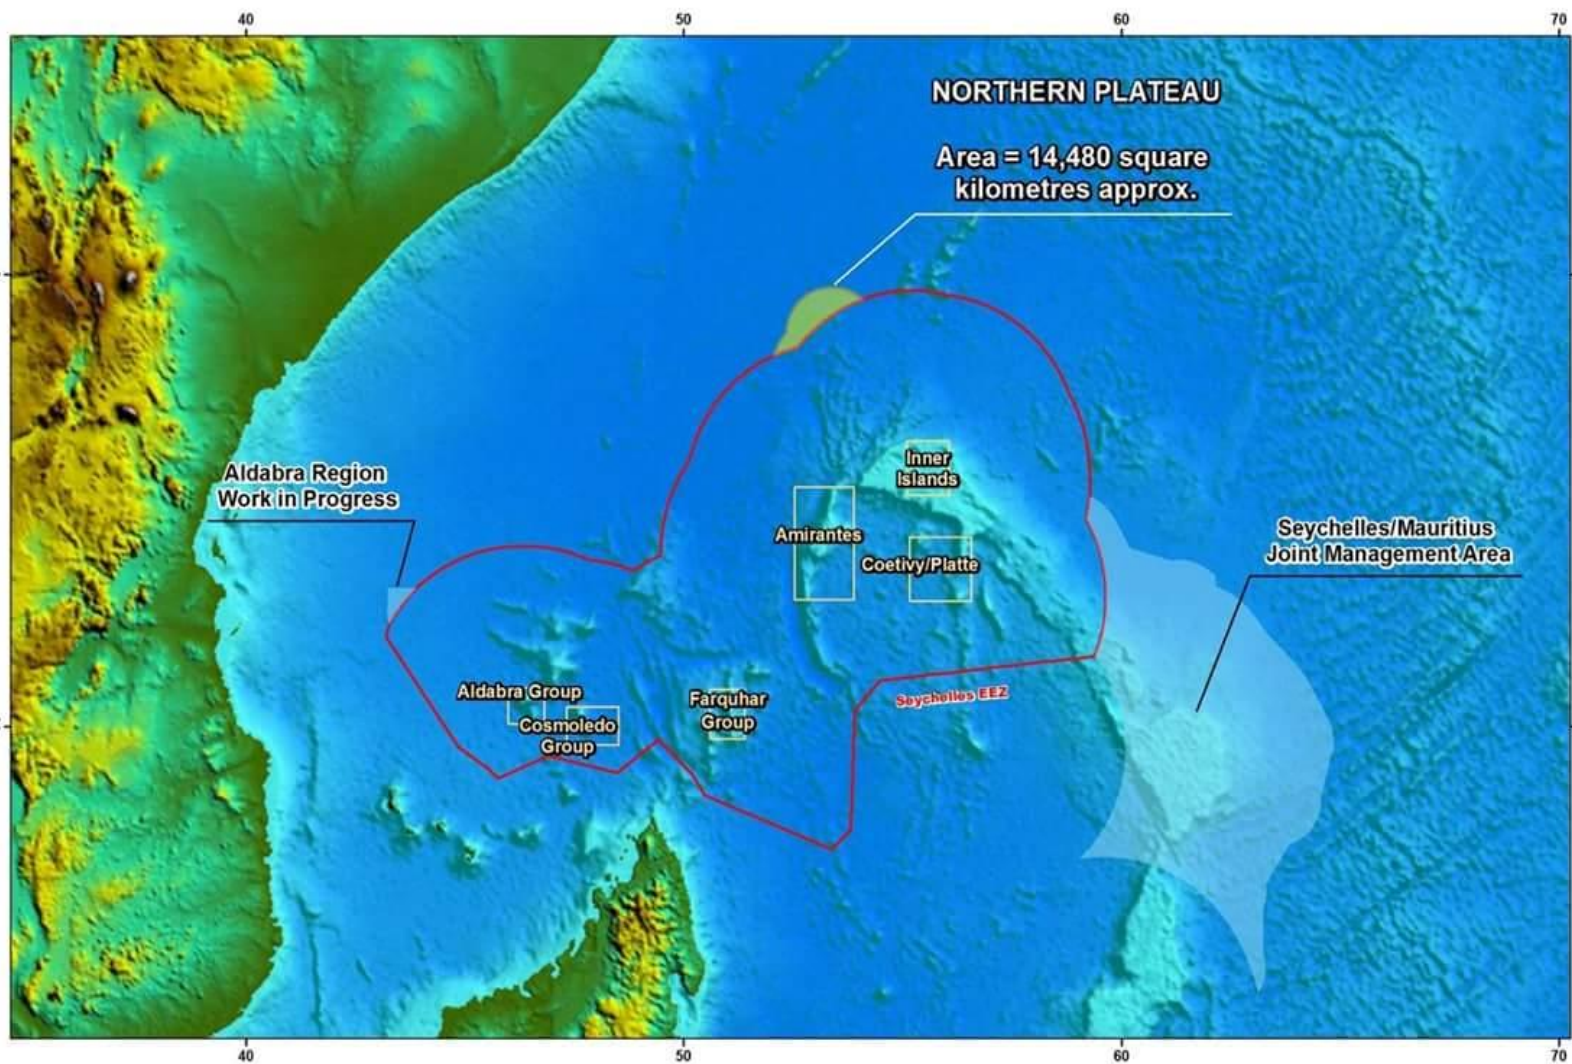 40 50 60 70
NORTHERN PLATEAU
Area = 14,480 square
kilometres approx.
Aldabra Region
Work in Progress
Inner
Islands
Amirantes
Coetivy/Platte
Seychelles/Mauritius
Joint Management Area
Aldabra Group
Cosmoledo
Group
Farquhar
Group
Seychelles EEZ
40 50 60 70